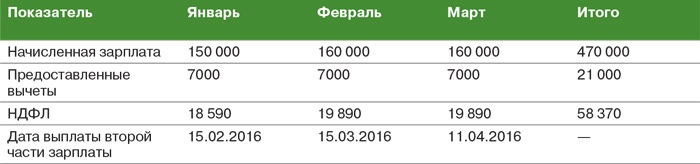 Показатель Январь Февраль Март Итого
Начисленная зарплата 150 000 160 000 160 000 470 000
Предоставленные 7000 7000 7000 21 000
вычеты
НДФЛ 18 590 19 890 19 890 58 370
Дата выплаты второй 15.02.2016 15.03.2016 11.04.2016 —
части зарплаты